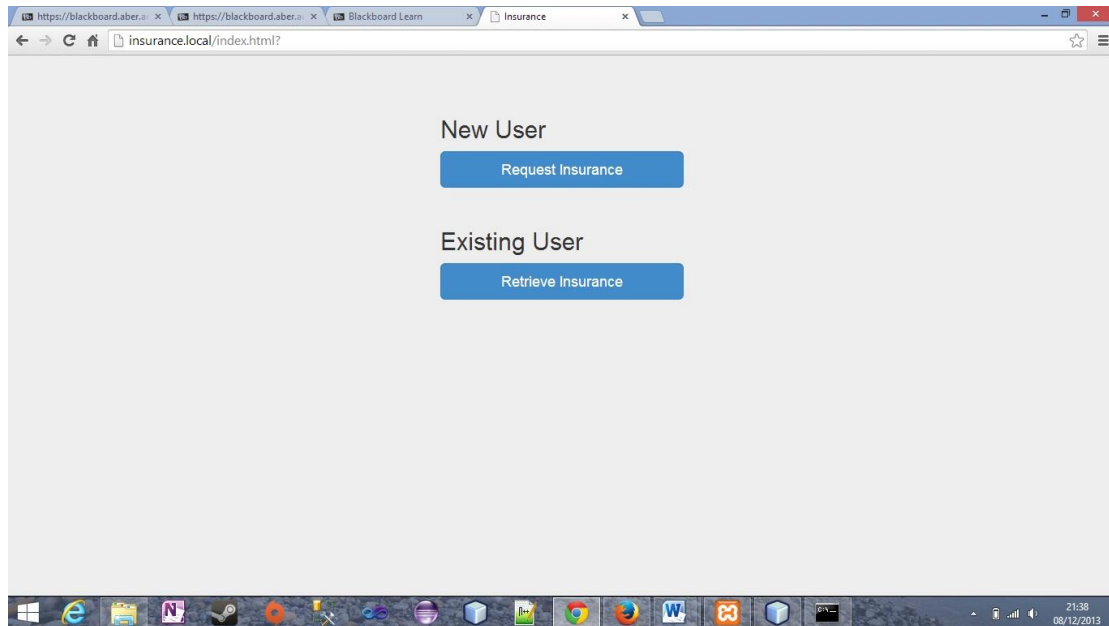 https://blackboard.aber.a
https://blackboard.aber.a
Blackboard Learn
Insurance
insurance.local/index.html?
New User
Request Insurance
Existing User
Retrieve Insurance
21:38
08/12/2013